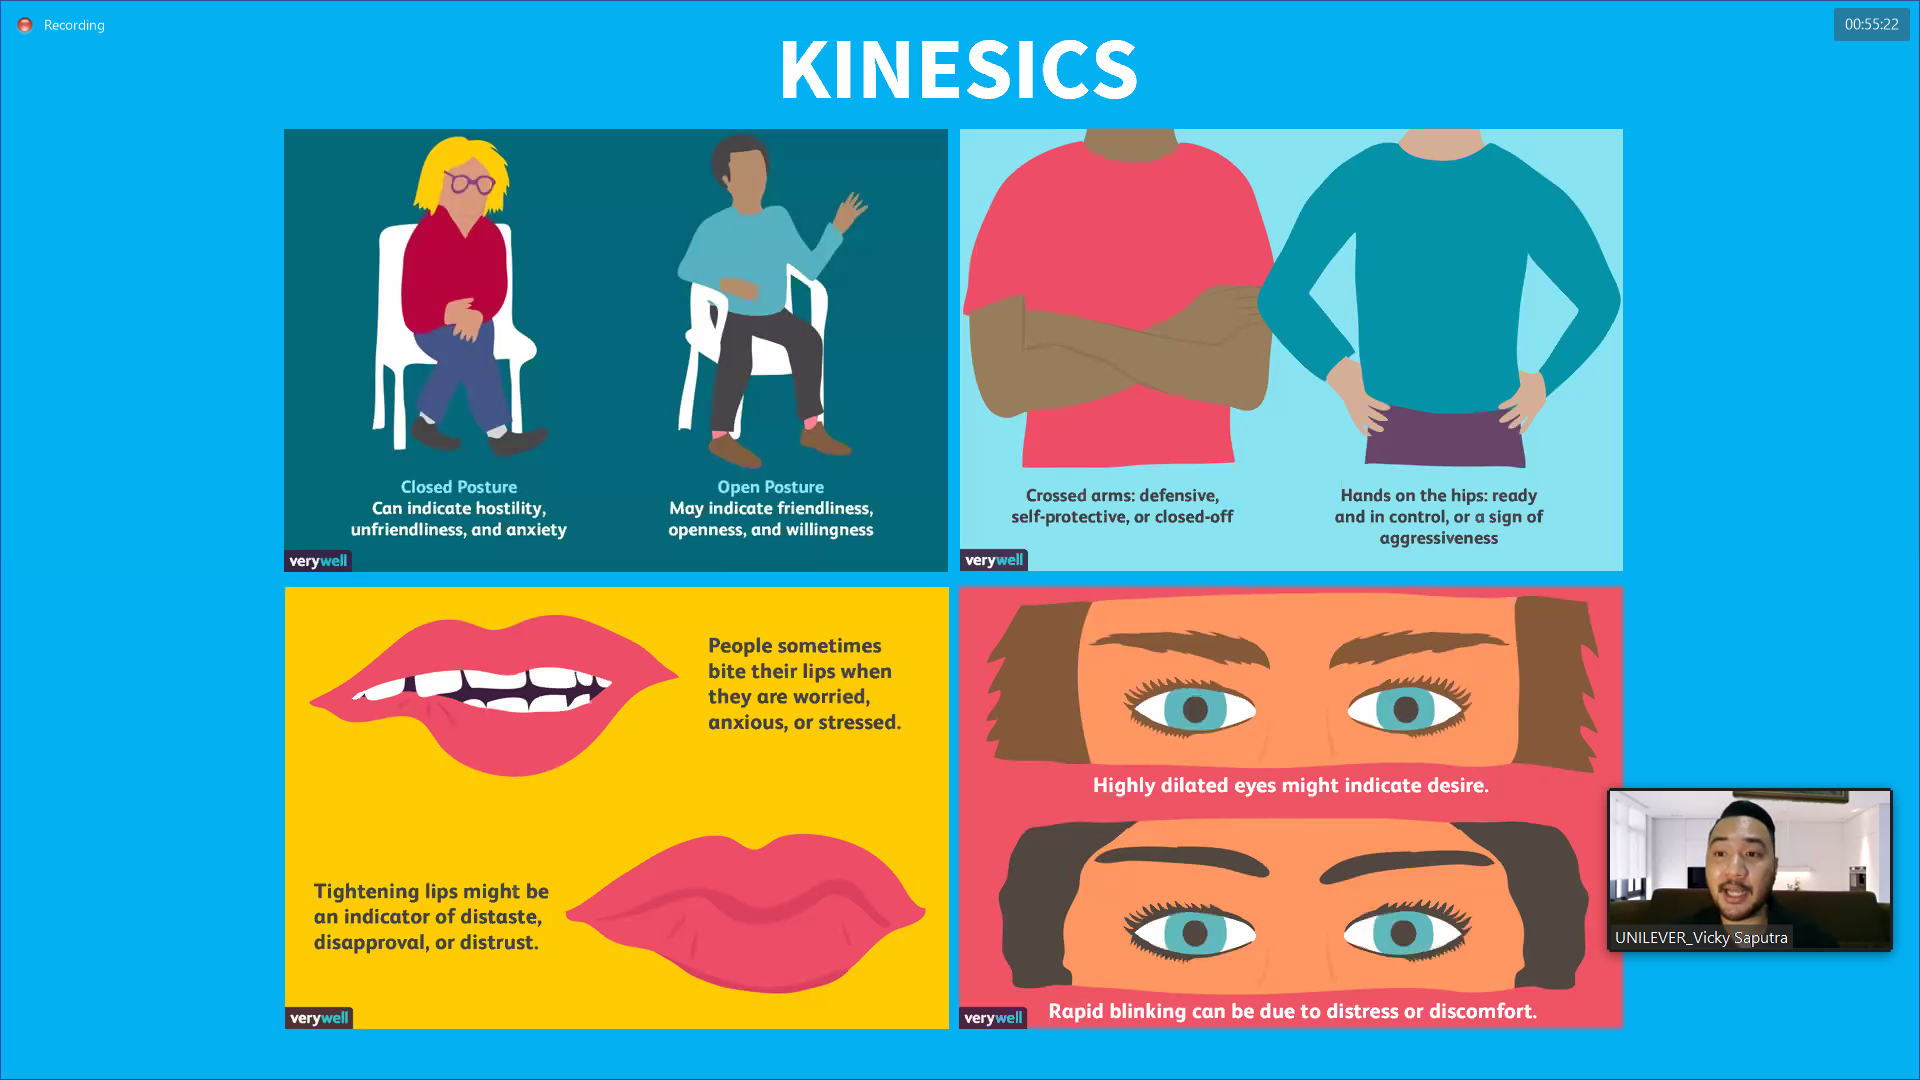 Recording
00:55:22
KINESICS
Closed Posture
Can indicate hostility,
unfriendliness, and anxiety
Open Posture
May indicate friendliness,
openness, and willingness
verywell
Crossed arms: defensive,
self-protective, or closed-off
Hands on the hips: ready
and in control, or a sign of
aggressiveness
verywell
People sometimes
bite their lips when
they are worried,
anxious, or stressed.
Tightening lips might be
an indicator of distaste,
disapproval, or distrust.
verywell
Highly dilated eyes might indicate desire.
Rapid blinking can be due to distress or discomfort.
verywell
UNILEVER_Vicky Saputra